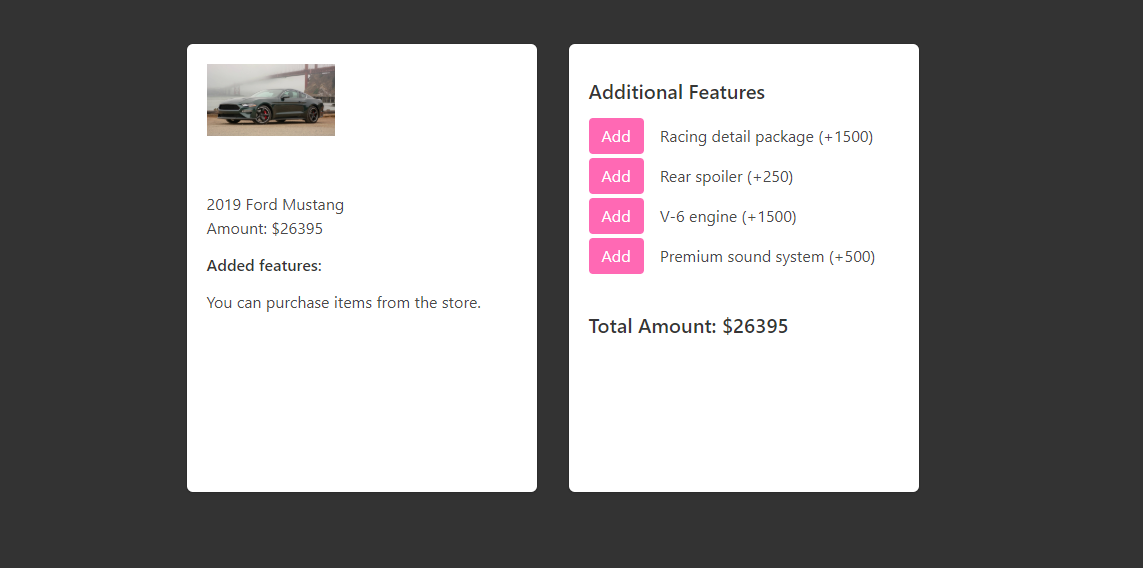 2019 Ford Mustang
Amount: $26395
Added features:
You can purchase items from the store.
Additional Features
Add Racing detail package (+1500)
Add Rear spoiler (+250)
Add V-6 engine (+1500)
Add Premium sound system (+500)
Total Amount: $26395